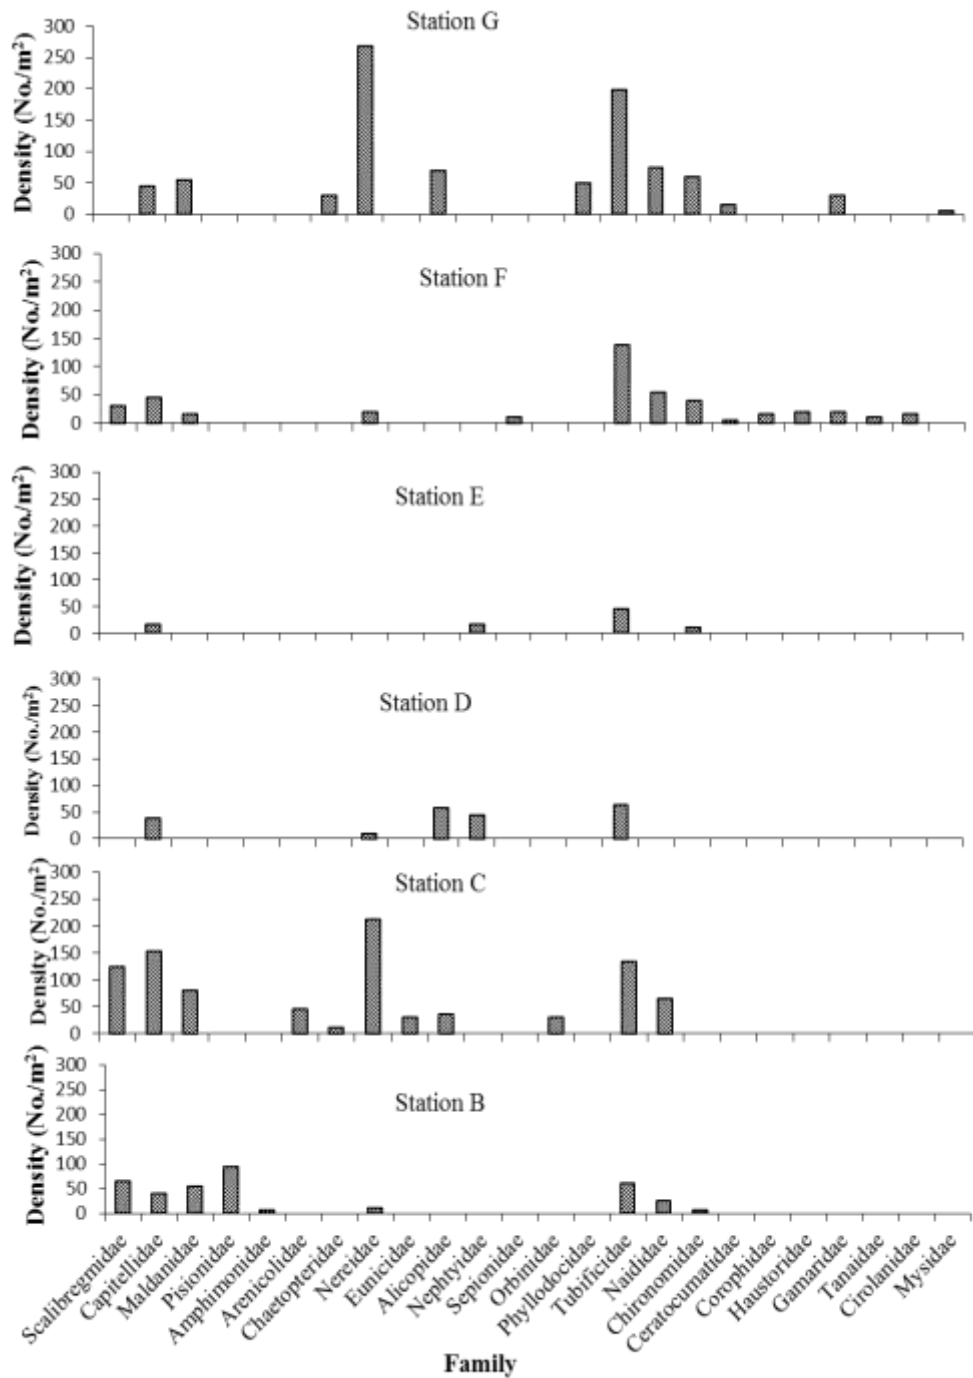 Station G
Density (No./m²)
300
250
200
150
100
50
0
Station F
Density (No./m²)
300
250
200
150
100
50
0
Station E
Density (No./m²)
300
250
200
150
100
50
0
Station D
Density (No./m²)
300
250
200
150
100
50
0
Station C
Density (No./m²)
300
250
200
150
100
50
0
Station B
Density (No./m²)
300
250
200
150
100
50
0
Scalibregmidae
Capitellidae
Maldanidae
Pisionidae
Amphimonidae
Arenicolidae
Chaetopteridae
Nereidae
Eunicidae
Alicopidae
Nephtyidae
Sepionidae
Orbinidae
Phyllodocidae
Tubificidae
Naididae
Chironomidae
Ceratocumatidae
Corophidae
Haustoridae
Gamaridae
Tanaidae
Cirolanidae
Mysidae
Family